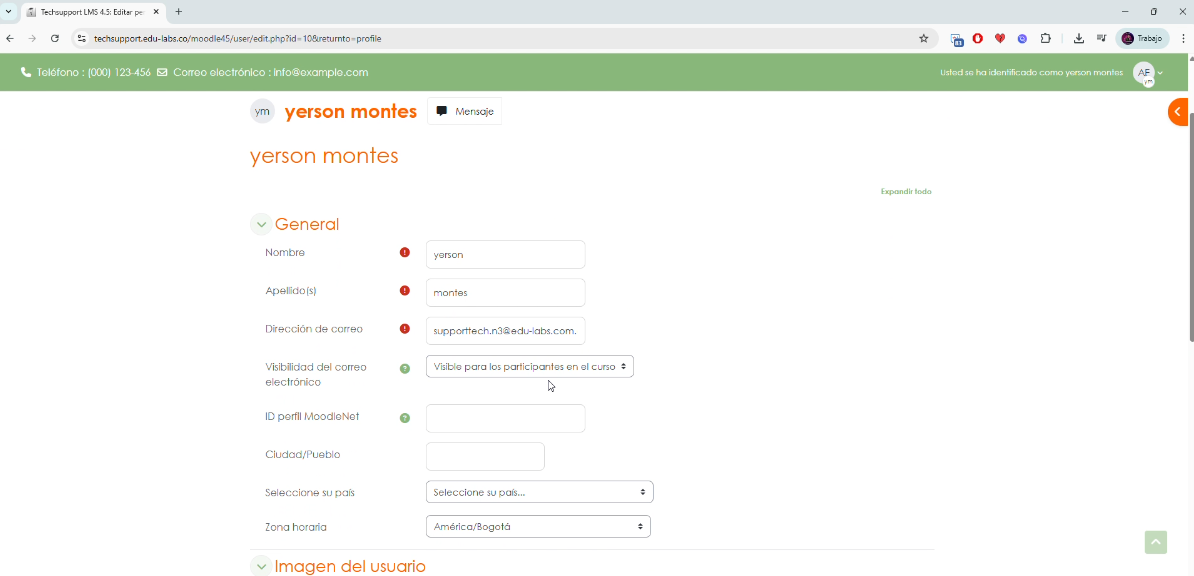 Techsupport LMS 4.5: Editar per
techsupport.edu-labs.co/moodle45/user/edit.php?id=10&returnto=profile
83
Trabajo
Teléfono : (000) 123-456 Correo electrónico : info@example.com
Usted se ha identificado como yerson montes
AF
ym
ym yerson montes Mensaje
yerson montes
Expandir todo
General
Nombre yerson
Apellido(s) montes
Dirección de correo supporttech.n3@edu-labs.com.
Visibilidad del correo electrónico Visible para los participantes en el curso
ID perfil MoodleNet
Ciudad/Pueblo
Seleccione su país Seleccione su país...
Zona horaria América/Bogotá
Imagen del usuario